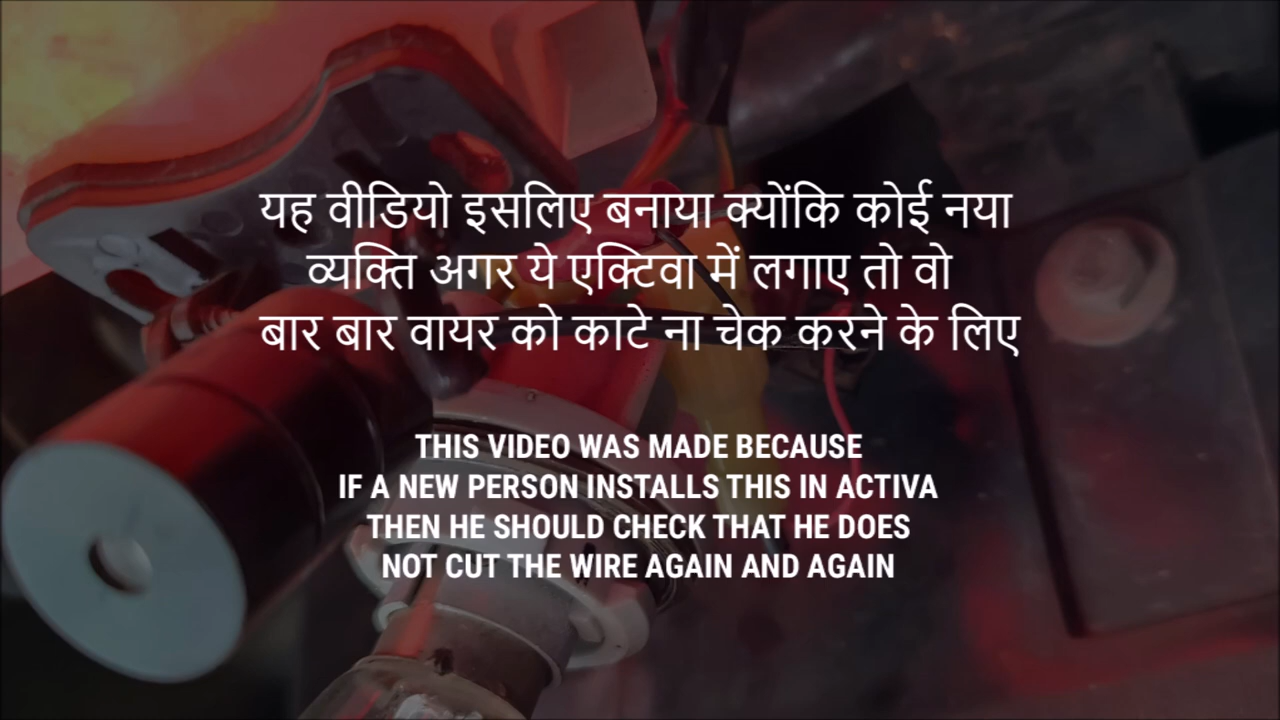 यह वीडियो इसलिए बनाया क्योंकि कोई नया
व्यक्ति अगर ये एक्टिवा में लगाए तो वो
बार बार वायर को काटे ना चेक करने के लिए
THIS VIDEO WAS MADE BECAUSE
IF A NEW PERSON INSTALLS THIS IN ACTIVA
THEN HE SHOULD CHECK THAT HE DOES
NOT CUT THE WIRE AGAIN AND AGAIN